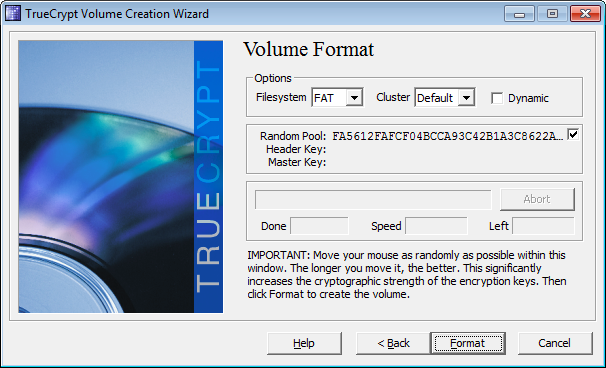 TrueCrypt Volume Creation Wizard
TRUECRYPT
Volume Format
Options
Filesystem FAT Cluster Default Dynamic
Random Pool: FA5612FAFCF04BCCA93C42B1A3C8622A...
Header Key:
Master Key:
Abort
Done Speed Left
IMPORTANT: Move your mouse as randomly as possible within this
window. The longer you move it, the better. This significantly
increases the cryptographic strength of the encryption keys. Then
click Format to create the volume.
Help < Back Format Cancel